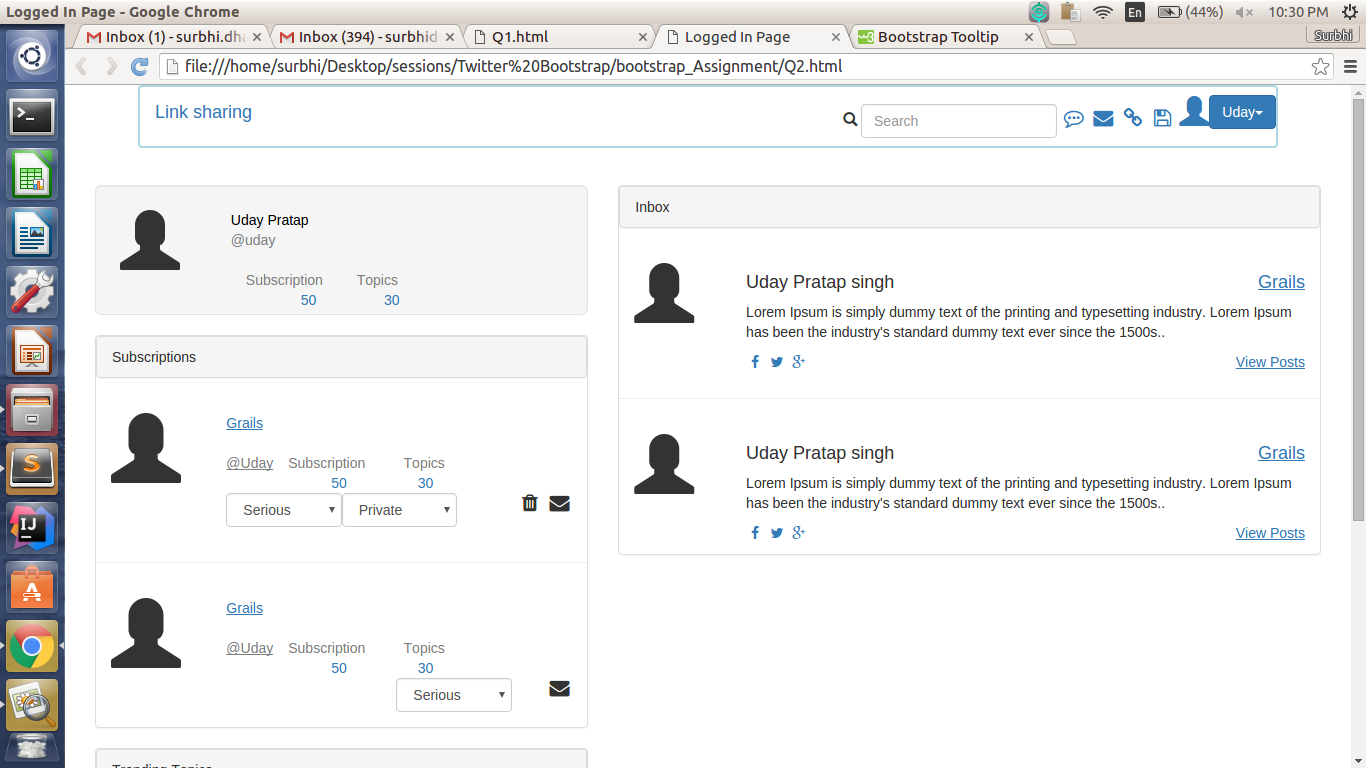 Logged In Page - Google Chrome
En (44%) 10:30 PM
Inbox (1) - surbhi.dh
Inbox (394) - surbhid
Q1.html
Logged In Page
Bootstrap Tooltip
Surbhi
file:///home/surbhi/Desktop/sessions/Twitter%20Bootstrap/bootstrap_Assignment/Q2.html
Link sharing
Search
Uday
Uday Pratap
@uday
Subscription Topics
50 30
Subscriptions
Grails
@Uday Subscription Topics
50 30
Serious Private
Grails
@Uday Subscription Topics
50 30
Serious
Trending Topics
Inbox
Uday Pratap singh Grails
Lorem Ipsum is simply dummy text of the printing and typesetting industry. Lorem Ipsum
has been the industry's standard dummy text ever since the 1500s..
View Posts
Uday Pratap singh Grails
Lorem Ipsum is simply dummy text of the printing and typesetting industry. Lorem Ipsum
has been the industry's standard dummy text ever since the 1500s..
View Posts